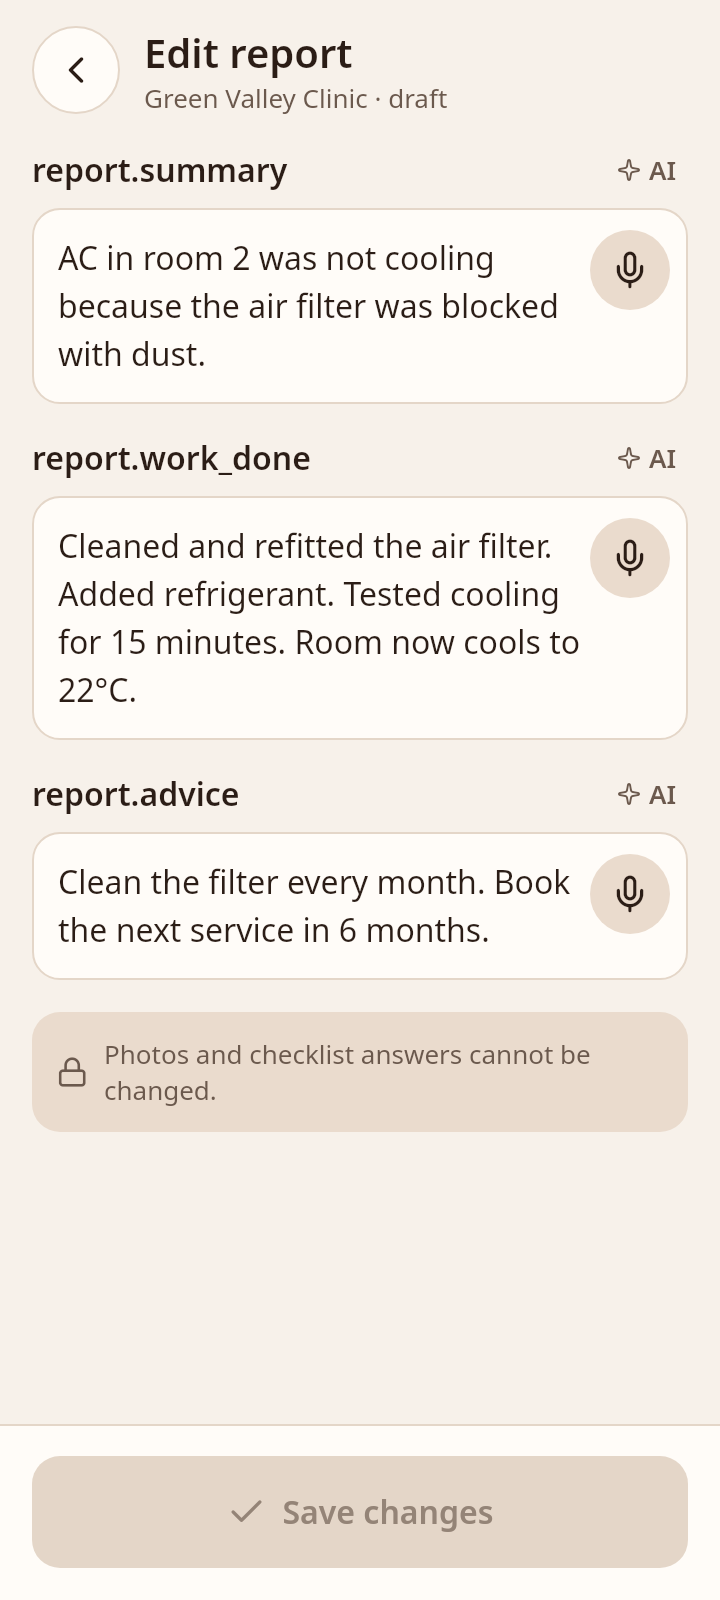 Edit report
Green Valley Clinic · draft
report.summary
AI
AC in room 2 was not cooling
because the air filter was blocked
with dust.
report.work_done
AI
Cleaned and refitted the air filter.
Added refrigerant. Tested cooling
for 15 minutes. Room now cools to
22°C.
report.advice
AI
Clean the filter every month. Book
the next service in 6 months.
Photos and checklist answers cannot be
changed.
Save changes